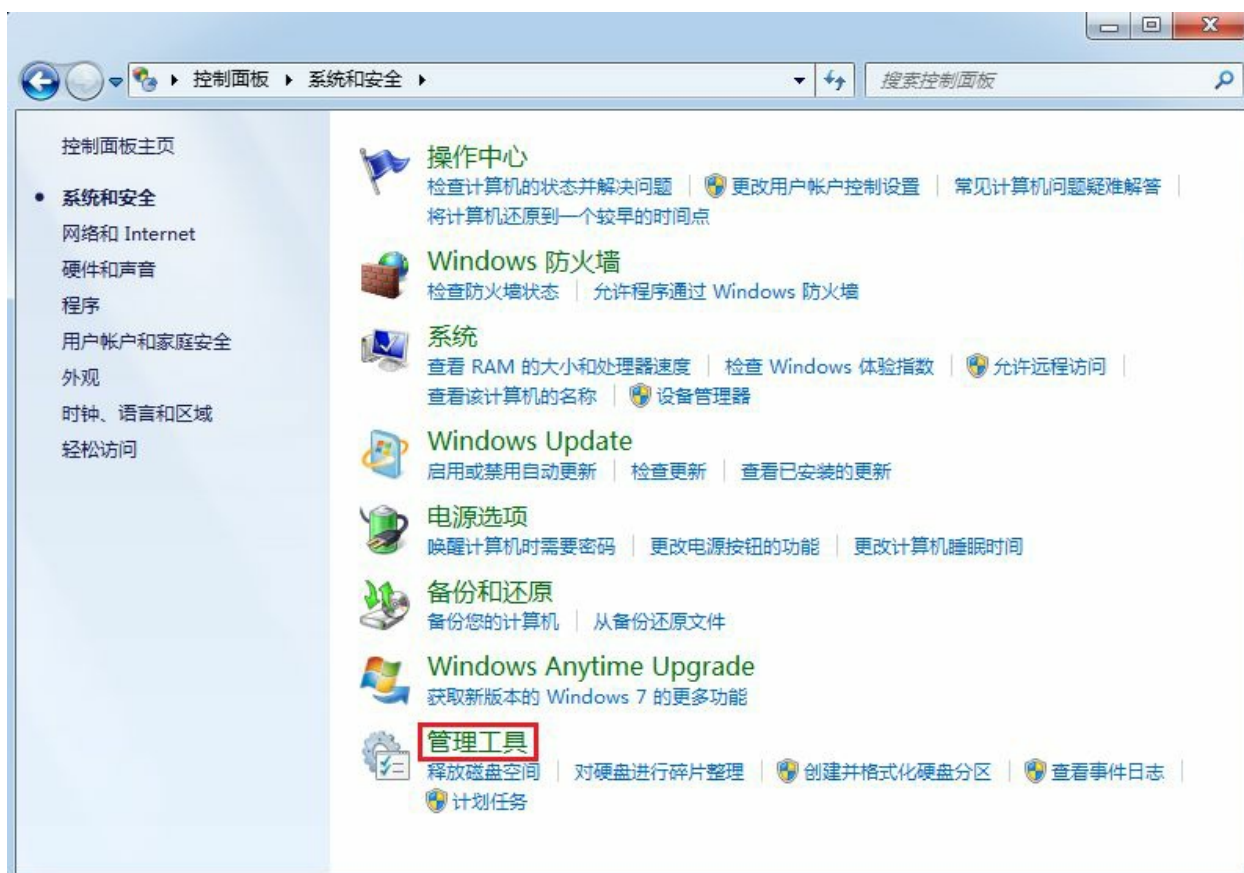 控制面板 系统和安全 搜索控制面板
控制面板主页
系统和安全
网络和 Internet
硬件和声音
程序
用户帐户和家庭安全
外观
时钟、语言和区域
轻松访问
操作中心
检查计算机的状态并解决问题 更改用户帐户控制设置 常见计算机问题疑难解答
将计算机还原到一个较早的时间点
Windows 防火墙
检查防火墙状态 允许程序通过 Windows 防火墙
系统
查看 RAM 的大小和处理器速度 检查 Windows 体验指数 允许远程访问
查看该计算机的名称 设备管理器
Windows Update
启用或禁用自动更新 检查更新 查看已安装的更新
电源选项
唤醒计算机时需要密码 更改电源按钮的功能 更改计算机睡眠时间
备份和还原
备份您的计算机 从备份还原文件
Windows Anytime Upgrade
获取新版本的 Windows 7 的更多功能
管理工具
释放磁盘空间 对硬盘进行碎片整理 创建并格式化硬盘分区 查看事件日志
计划任务